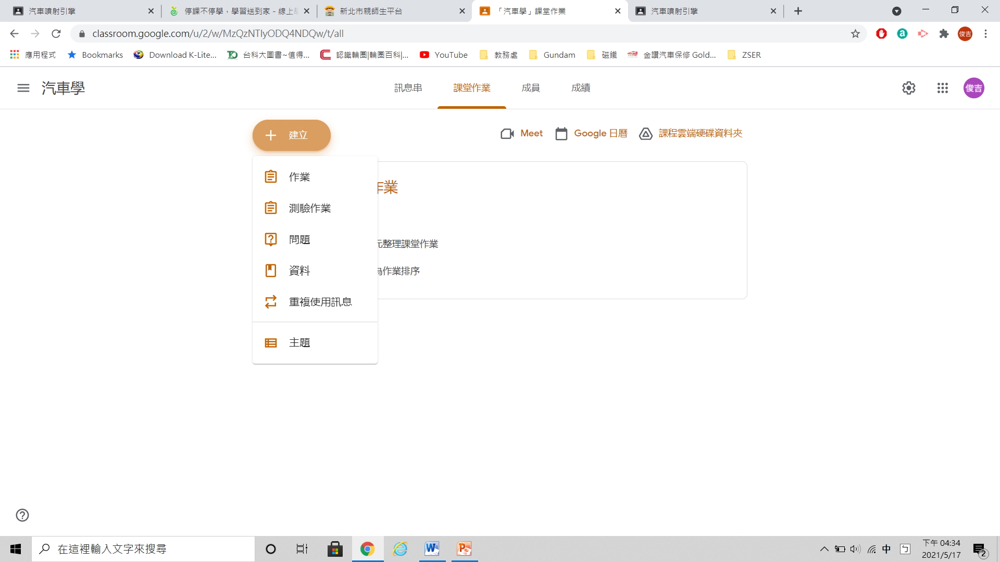 汽車噴射引擎
停課不停學，學習送到家 - 線上
新北市親師生平台
「汽車學」課堂作業
汽車噴射引擎
classroom.google.com/u/2/w/MzQzNTIyODQ4NDQw/t/all
俊吉
應用程式
Bookmarks
Download K-Lite...
台科大圖書~值得...
認識輪圈|輪圈百科|...
YouTube
教務處
Gundam
磁鐵
金讚汽車保修 Gold...
ZSER
汽車學
訊息串
課堂作業
成員
成績
俊吉
建立
Meet
Google 日曆
課程雲端硬碟資料夾
作業
測驗作業
問題
資料
重複使用訊息
主題
業
整理課堂作業
作業排序
在這裡輸入文字來搜尋
中
下午 04:34
2021/5/17
2